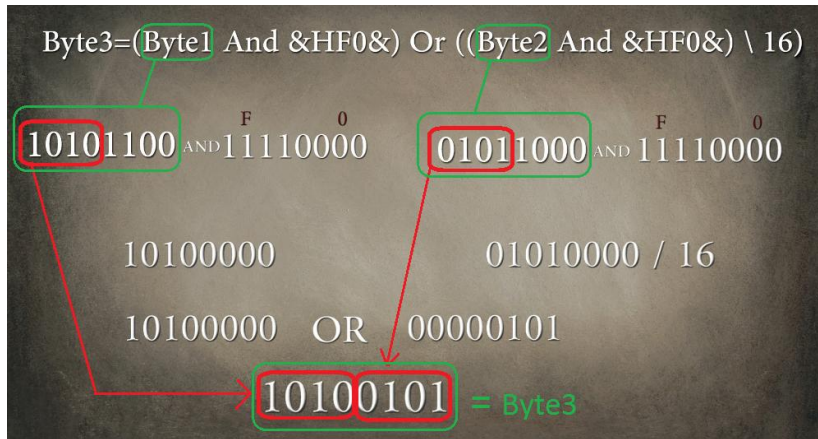 Byte3=(Byte1 And &HF0&) Or ((Byte2 And &HF0&) \ 16)
F 0 F 0
10101100 AND 11110000 01011000 AND 11110000
10100000 01010000 / 16
10100000 OR 00000101
10100101 = Byte3